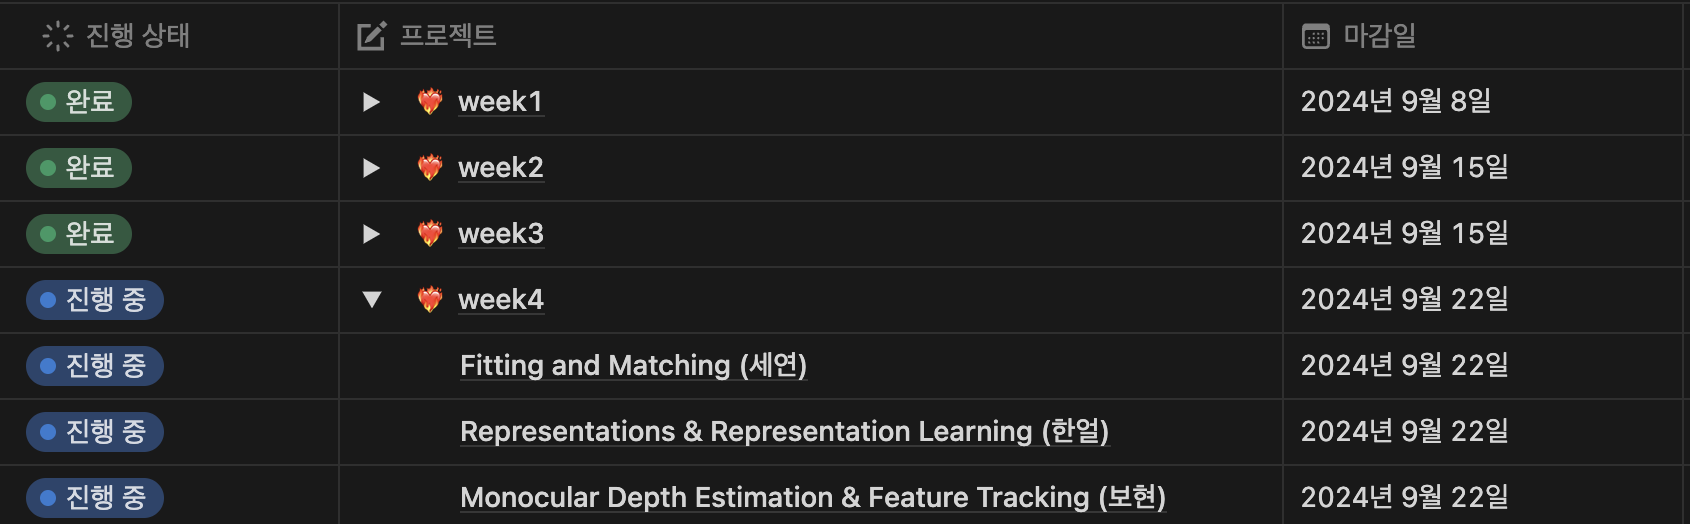 진행 상태 프로젝트 마감일
완료 week1 2024년 9월 8일
완료 week2 2024년 9월 15일
완료 week3 2024년 9월 15일
진행 중 week4 2024년 9월 22일
진행 중 Fitting and Matching (세연) 2024년 9월 22일
진행 중 Representations & Representation Learning (한얼) 2024년 9월 22일
진행 중 Monocular Depth Estimation & Feature Tracking (보현) 2024년 9월 22일